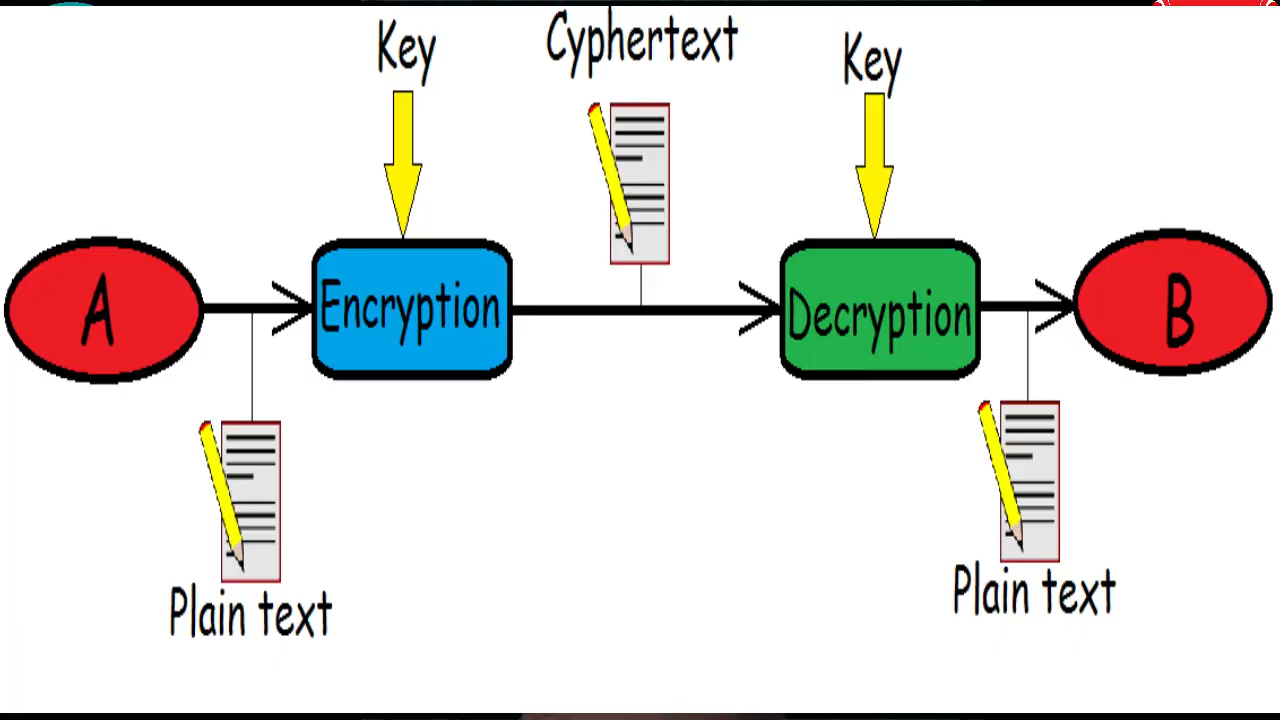 Key
Cyphertext
Key
A
Encryption
Decryption
B
Plain text
Plain text